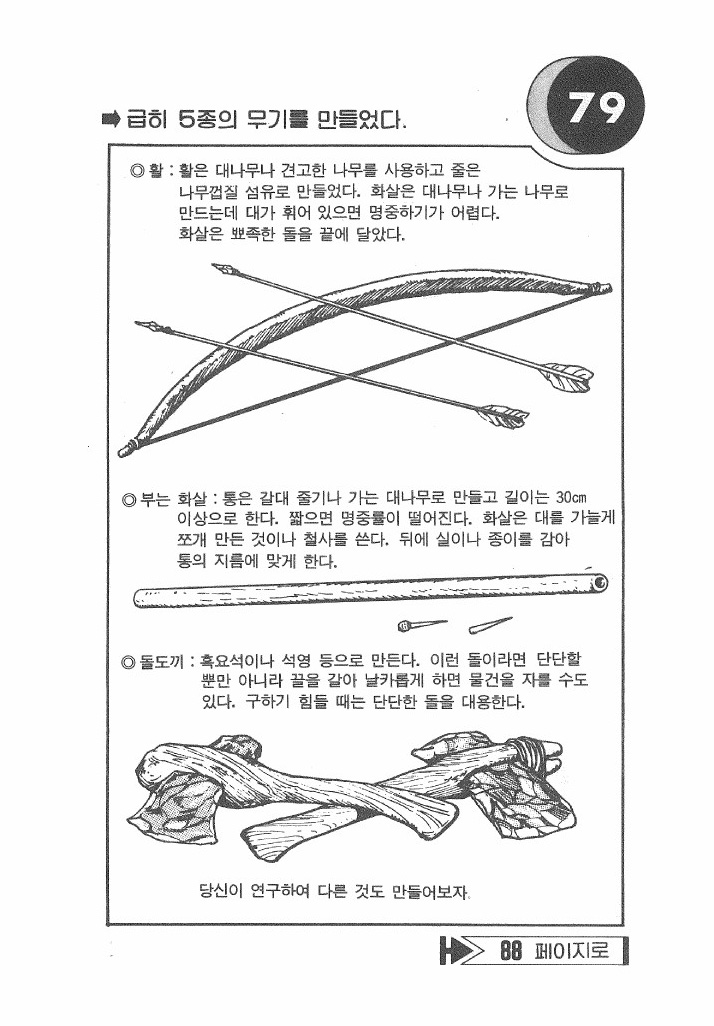 79
➡급히 5종의 무기를 만들었다.
◎ 활 : 활은 대나무나 견고한 나무를 사용하고 줄은
나무껍질 섬유로 만들었다. 화살은 대나무나 가는 나무로
만드는데 대가 휘어 있으면 명중하기가 어렵다.
화살은 뾰족한 돌을 끝에 달았다.
◎ 부는 화살 : 통은 갈대 줄기나 가는 대나무로 만들고 길이는 30㎝
이상으로 한다. 짧으면 명중률이 떨어진다. 화살은 대를 가늘게
쪼개 만든 것이나 철사를 쓴다. 뒤에 실이나 종이를 감아
통의 지름에 맞게 한다.
◎ 돌도끼 : 흑요석이나 석영 등으로 만든다. 이런 돌이라면 단단할
뿐만 아니라 끌을 갈아 날카롭게 하면 물건을 자를 수도
있다. 구하기 힘들 때는 단단한 돌을 대용한다.
당신이 연구하여 다른 것도 만들어보자.
88 페이지로